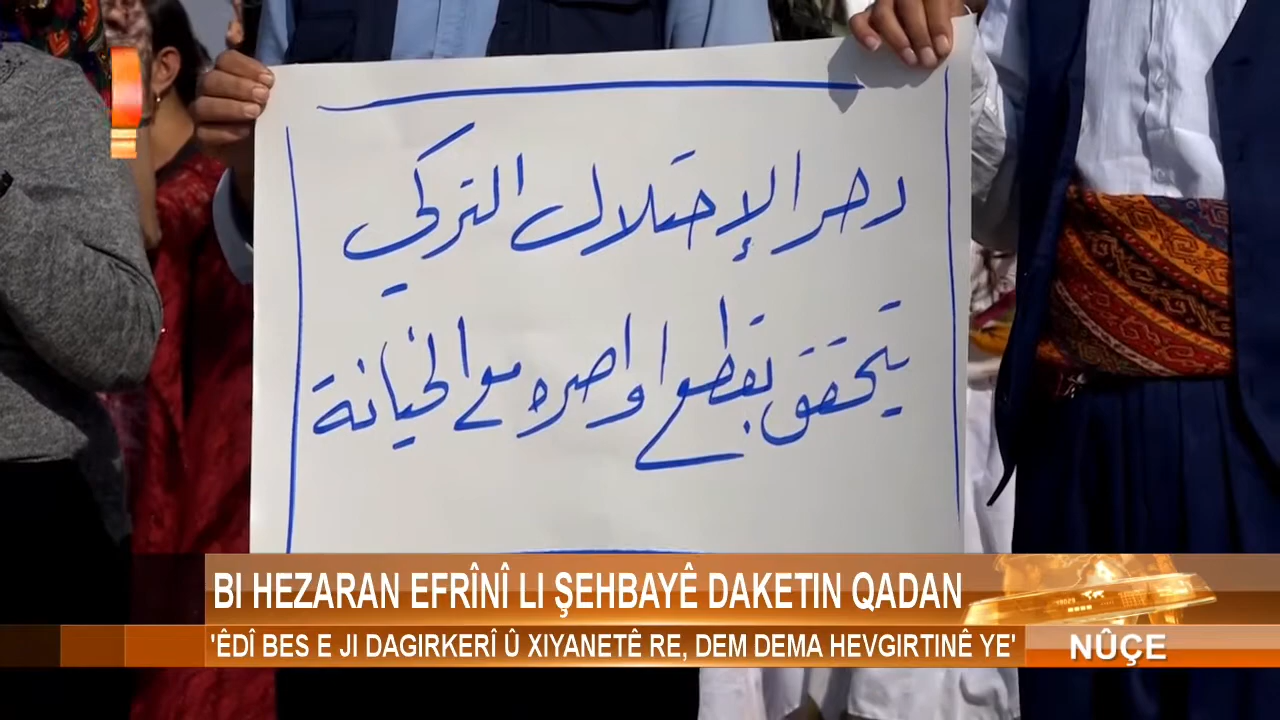 دحر الإحتلال التركي
يتحقق بقطع اواصره مع الخيانة
BI HEZARAN EFRÎNÎ LI ŞEHBAYÊ DAKETIN QADAN
'ÊDÎ BES E JI DAGIRKERÎ Û XIYANETÊ RE, DEM DEMA HEVGIRTINÊ YE'
NÛÇE